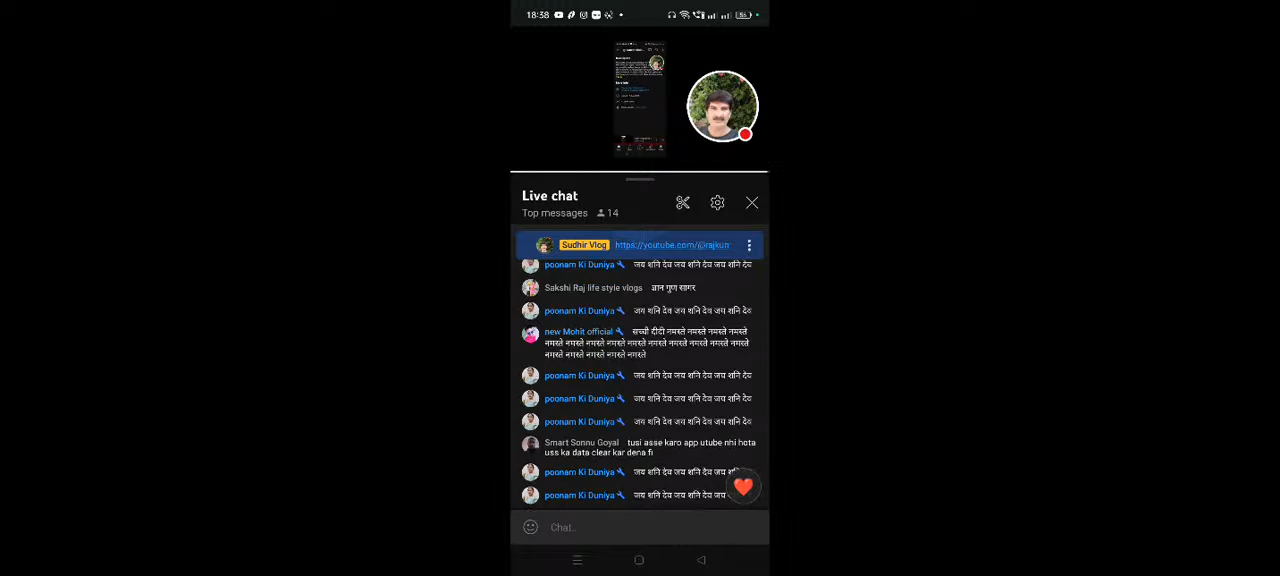 18:38
Live chat
Top messages 14
Sudhir Vlog https://youtube.com/@rajkum
poonam Ki Duniya जय शनि देव जय शनि देव जय शनि देव
Sakshi Raj life style vlogs ज्ञान गुण सागर
poonam Ki Duniya जय शनि देव जय शनि देव जय शनि देव
new Mohit official सच्ची दीदी नमस्ते नमस्ते नमस्ते नमस्ते
नमस्ते नमस्ते नमस्ते नमस्ते नमस्ते नमस्ते नमस्ते नमस्ते नमस्ते
नमस्ते नमस्ते नमस्ते नमस्ते नमस्ते
poonam Ki Duniya जय शनि देव जय शनि देव जय शनि देव
poonam Ki Duniya जय शनि देव जय शनि देव जय शनि देव
poonam Ki Duniya जय शनि देव जय शनि देव जय शनि देव
Smart Sonnu Goyal tusi asse karo app utube nhi hota
uss ka data clear kar dena fi
poonam Ki Duniya जय शनि देव जय शनि देव जय श
poonam Ki Duniya जय शनि देव जय शनि देव जय
Chat..